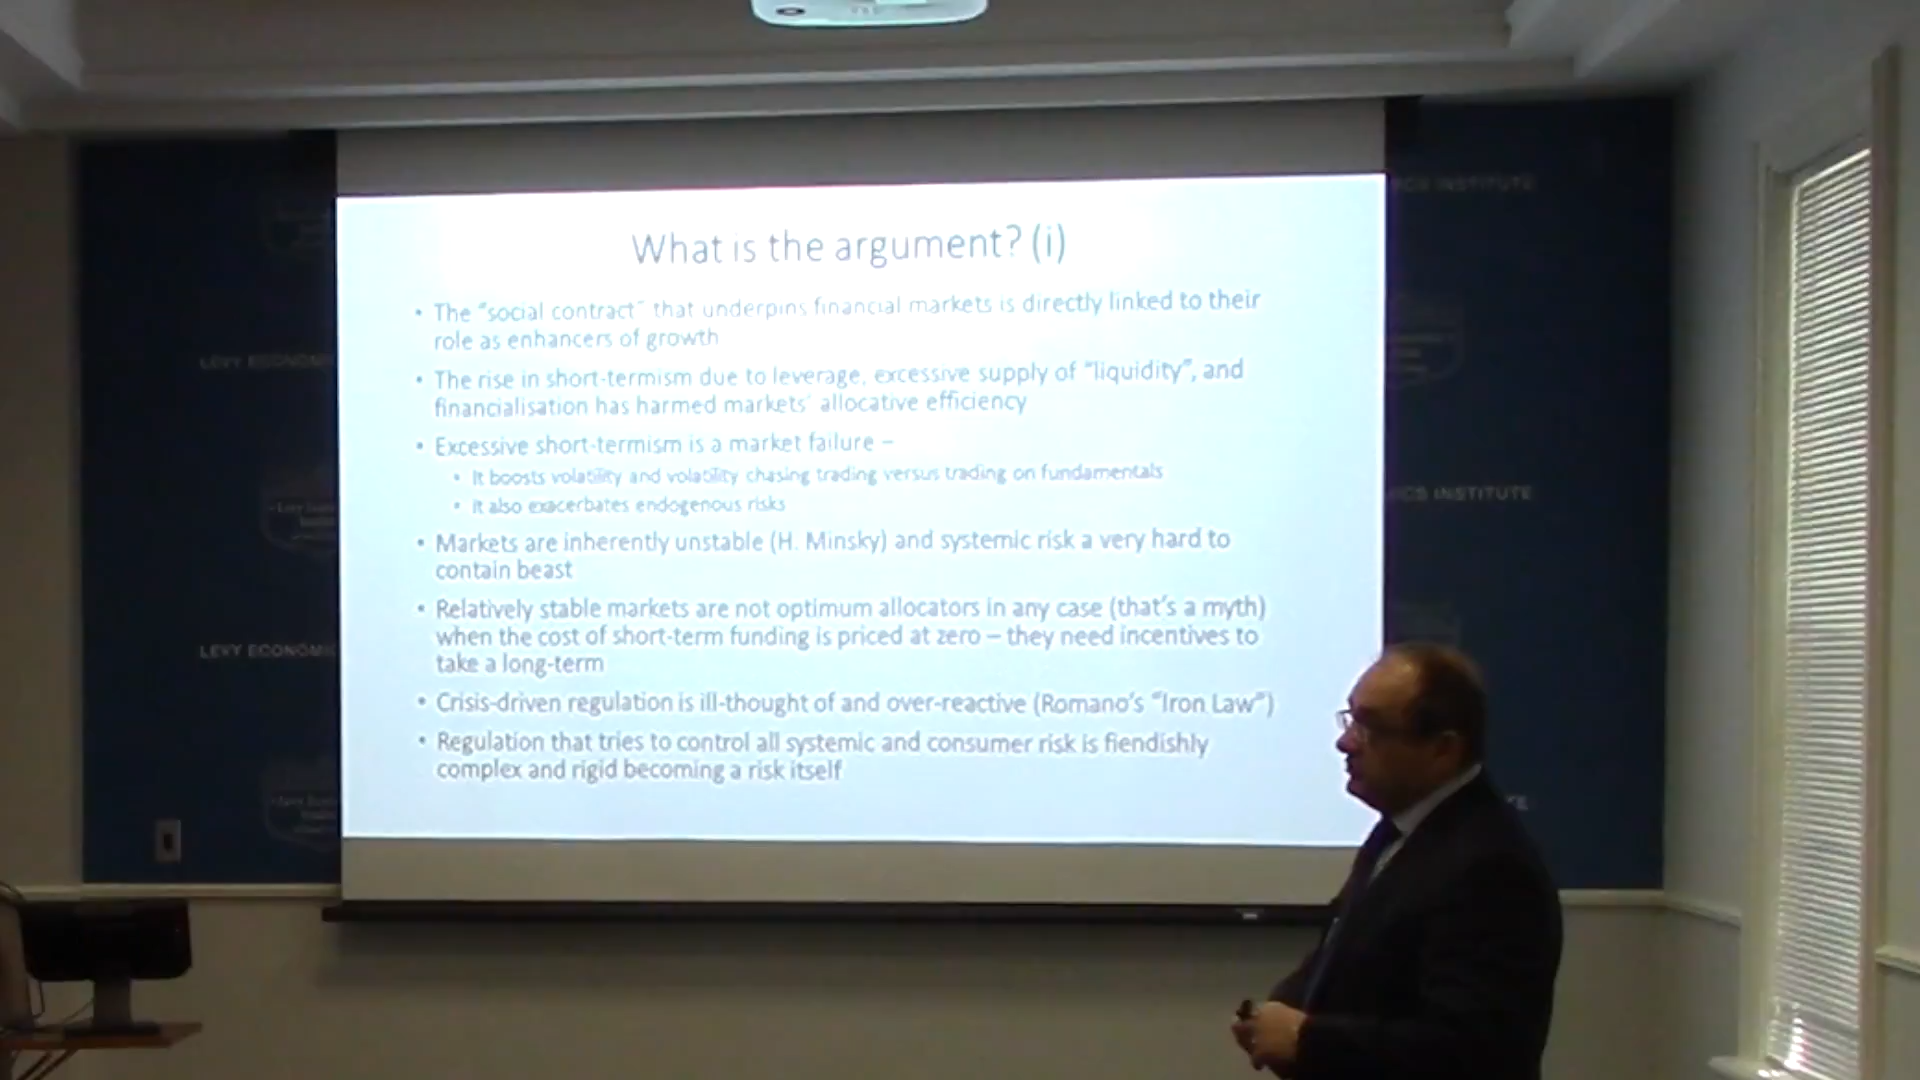 What is the argument? (i)
• The “social contract” that underpins financial markets is directly linked to their
role as enhancers of growth
• The rise in short-termism due to leverage, excessive supply of “liquidity”, and
financialisation has harmed markets’ allocative efficiency
• Excessive short-termism is a market failure –
• It boosts volatility and volatility chasing trading versus trading on fundamentals
• It also exacerbates endogenous risks
• Markets are inherently unstable (H. Minsky) and systemic risk a very hard to
contain beast
• Relatively stable markets are not optimum allocators in any case (that’s a myth)
when the cost of short-term funding is priced at zero – they need incentives to
take a long-term
• Crisis-driven regulation is ill-thought of and over-reactive (Romano’s “Iron Law”)
• Regulation that tries to control all systemic and consumer risk is fiendishly
complex and rigid becoming a risk itself
ICS INSTITUTE
LEVY ECONOM
ICS INSTITUTE
LEVY ECONOM
TE